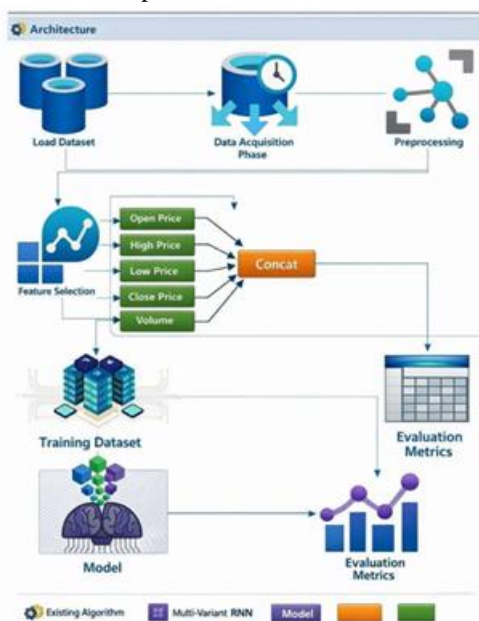 Architecture
Load Dataset
Data Acquisition
Phase
Preprocessing
Open Price
High Price
Low Price
Close Price
Volume
Concat
Feature Selection
Training Dataset
Evaluation
Metrics
Model
Evaluation
Metrics
Existing Algorithm
Multi-Variant RNN
Model